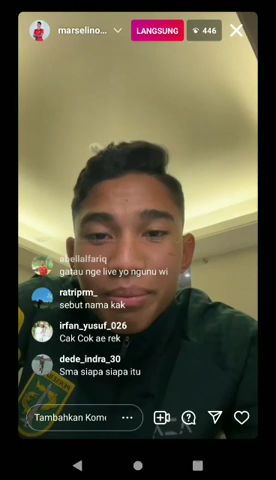 marselino...
LANGSUNG
446
abellalfariq
gatau nge live yo ngunu wi
ratriprm_
sebut nama kak
irfan_yusuf_026
Cak Cok ae rek
dede_indra_30
Sma siapa siapa itu
Tambahkan Kome